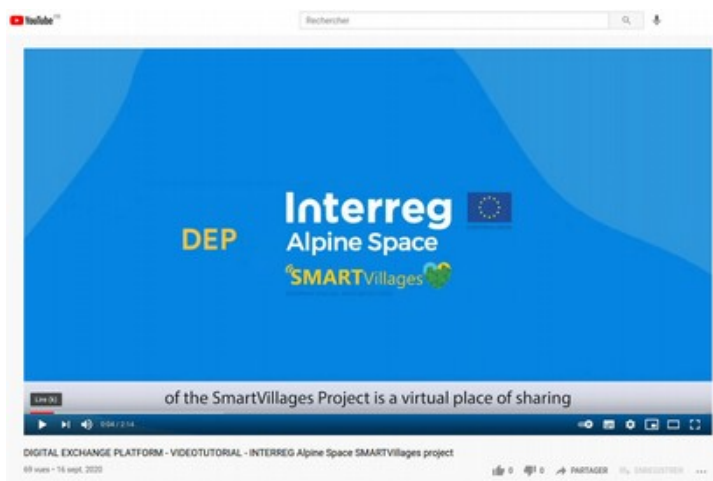 YouTube FR
Rechercher
DEP
Interreg
Alpine Space
SMARTVillages
of the SmartVillages Project is a virtual place of sharing
Lire (k)
0:04 / 2:14
DIGITAL EXCHANGE PLATFORM - VIDEOTUTORIAL - INTERREG Alpine Space SMARTVillages project
69 vues • 16 sept. 2020
0
0
PARTAGER
ENREGISTRER